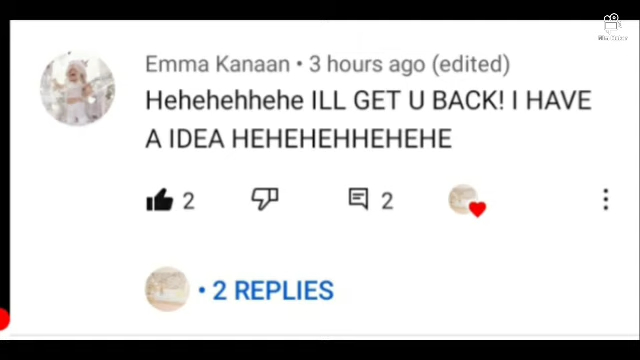 Emma Kanaan • 3 hours ago (edited)
Hehehehhehe ILL GET U BACK! I HAVE
A IDEA HEHEHEHHEHEHE
2
2
• 2 REPLIES